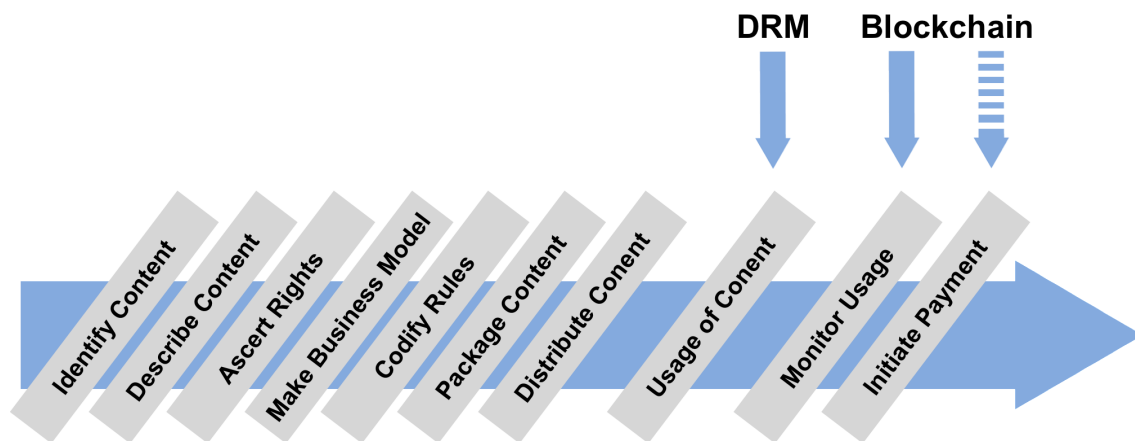 DRM
Blockchain
Identify Content
Describe Content
Ascert Rights
Make Business Model
Codify Rules
Package Content
Distribute Conent
Usage of Conent
Monitor Usage
Initiate Payment